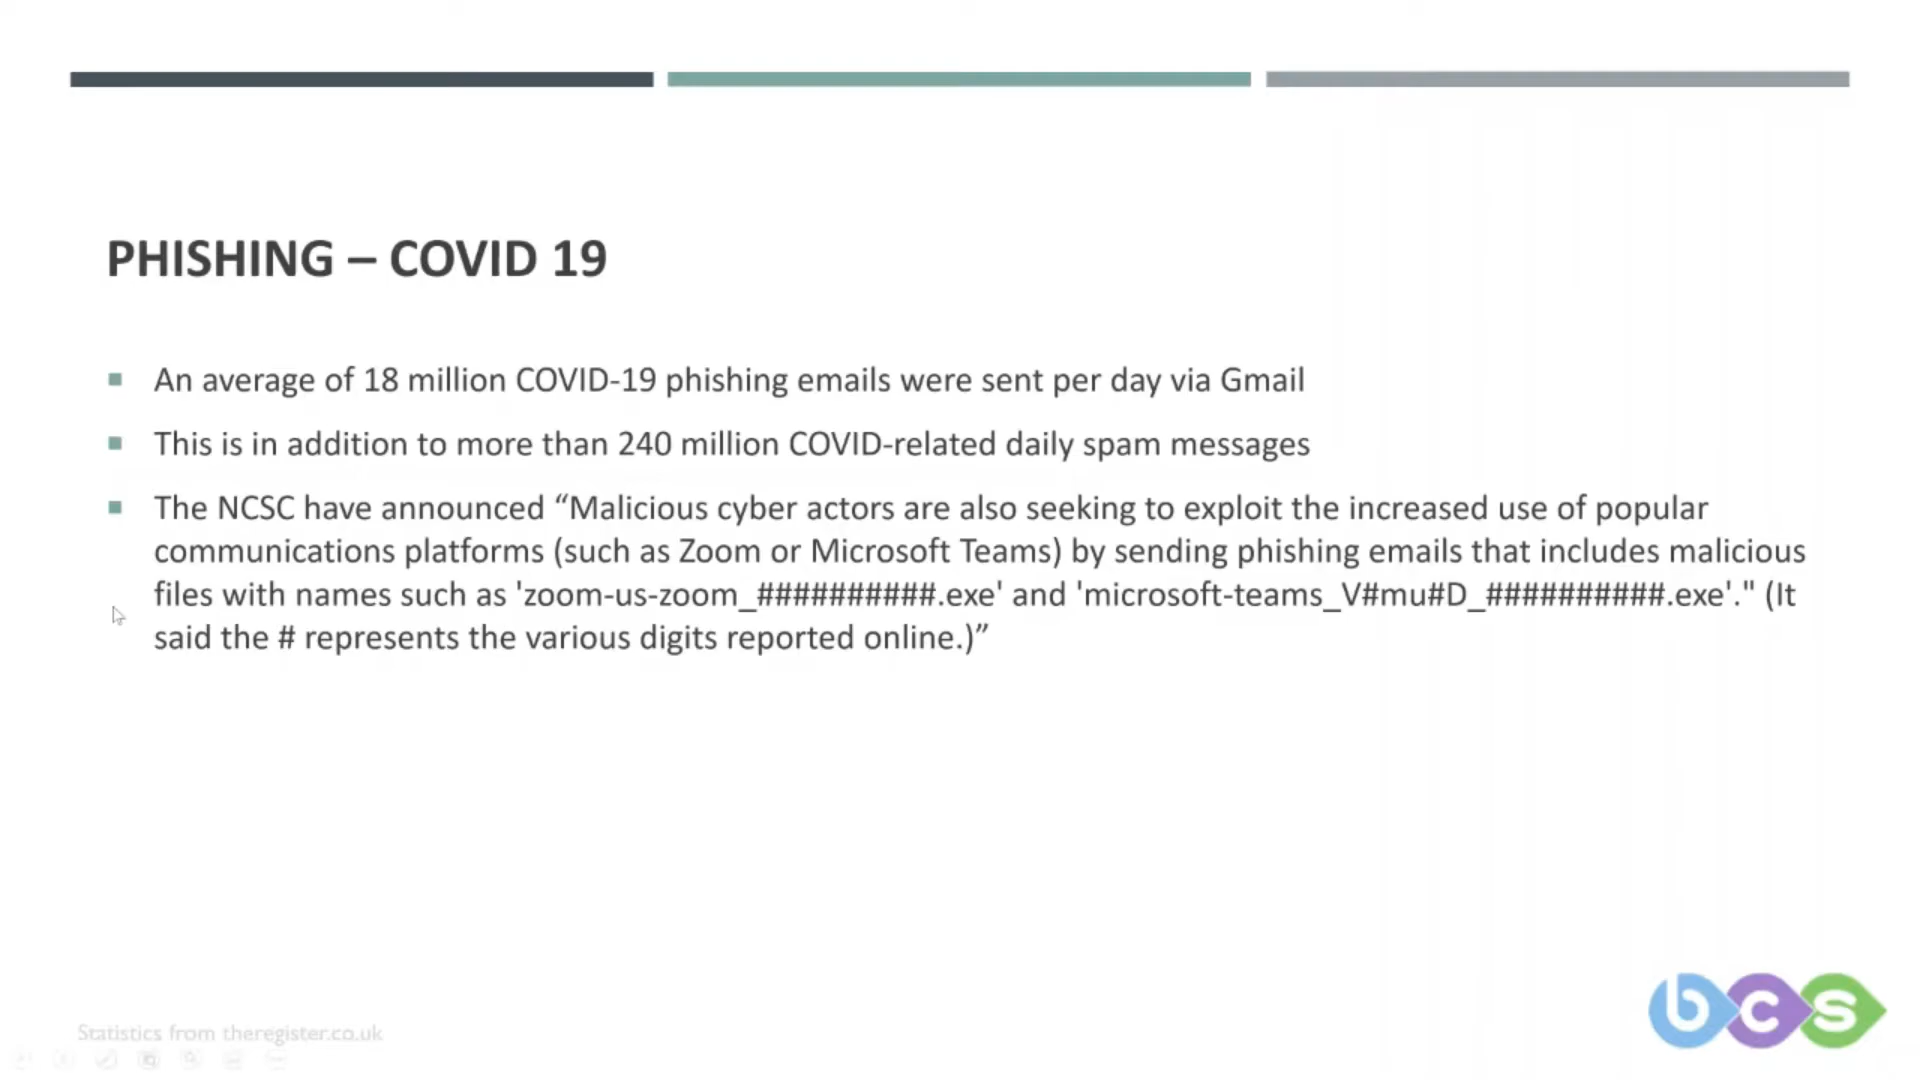 PHISHING – COVID 19
An average of 18 million COVID-19 phishing emails were sent per day via Gmail
This is in addition to more than 240 million COVID-related daily spam messages
The NCSC have announced “Malicious cyber actors are also seeking to exploit the increased use of popular
communications platforms (such as Zoom or Microsoft Teams) by sending phishing emails that includes malicious
files with names such as 'zoom-us-zoom_##########.exe' and 'microsoft-teams_V#mu#D_##########.exe'." (It
said the # represents the various digits reported online.)”
Statistics from theregister.co.uk
bcs